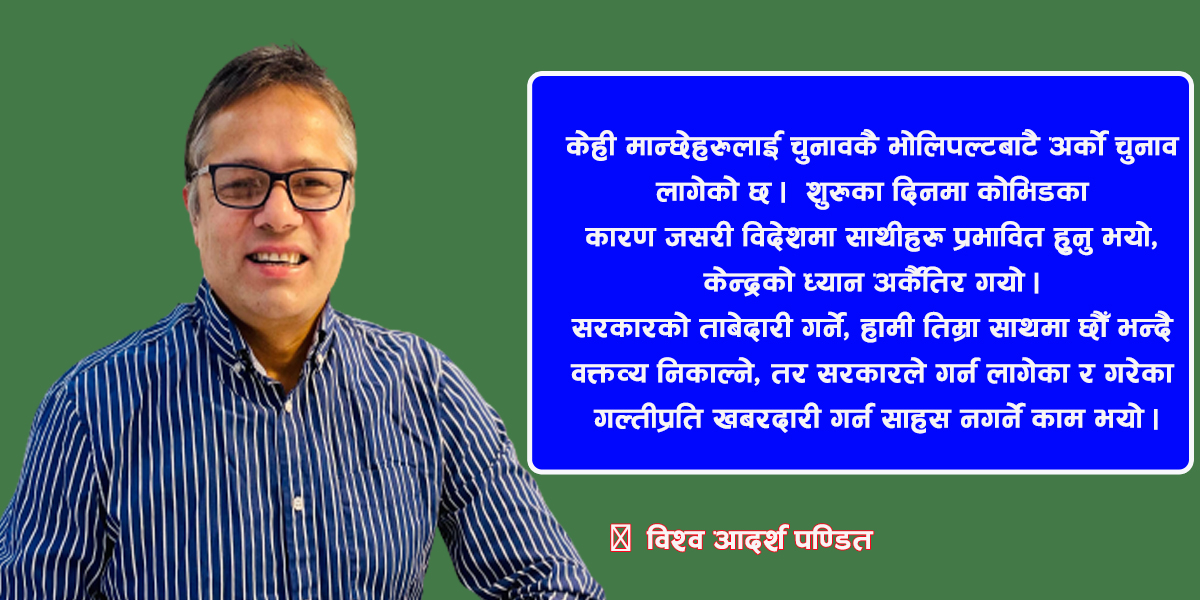 केही मान्छेहरूलाई चुनावकै भोलिपल्टबाटै अर्को चुनाव
लागेको छ। शुरूका दिनमा कोभिडका
कारण जसरी विदेशमा साथीहरू प्रभावित हुनु भयो,
केन्द्रको ध्यान अर्कैतिर गयो।
सरकारको ताबेदारी गर्ने, हामी तिम्रा साथमा छौँ भन्दै
वक्तव्य निकाल्ने, तर सरकारले गर्न लागेका र गरेका
गल्तीप्रति खबरदारी गर्न साहस नगर्ने काम भयो।
विश्व आदर्श पण्डित